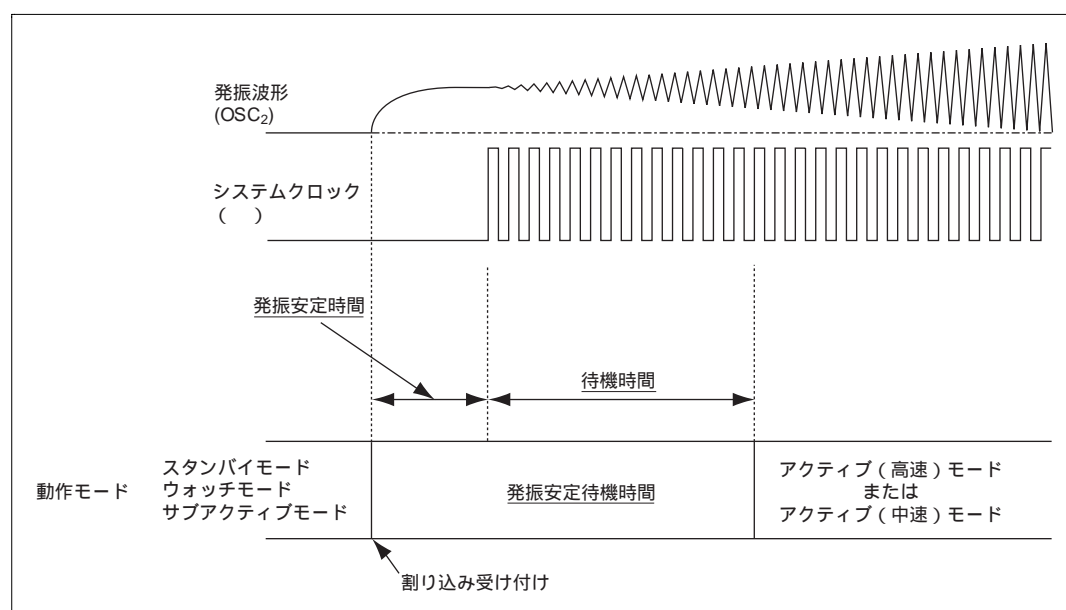 発振波形
(OSC₂)
システムクロック
（　）
発振安定時間
待機時間
動作モード
スタンバイモード
ウォッチモード
サブアクティブモード
発振安定待機時間
アクティブ（高速）モード
または
アクティブ（中速）モード
割り込み受け付け